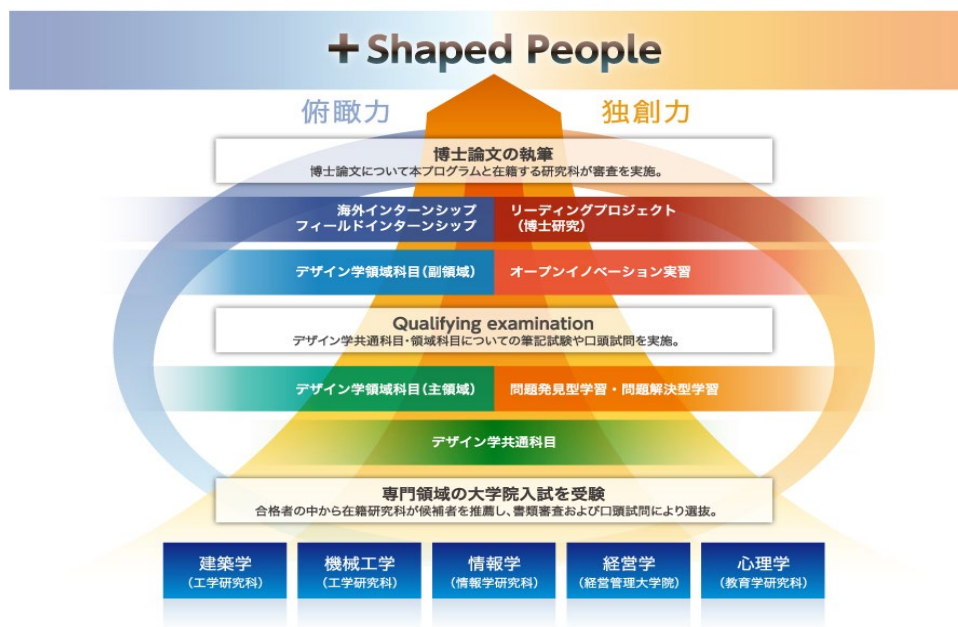 + Shaped People
俯瞰力
独創力
博士論文の執筆
博士論文について本プログラムと在籍する研究科が審査を実施。
海外インターンシップ
フィールドインターンシップ
リーディングプロジェクト
(博士研究)
デザイン学領域科目(副領域)
オープンイノベーション実習
Qualifying examination
デザイン学共通科目・領域科目についての筆記試験や口頭試問を実施。
デザイン学領域科目(主領域)
問題発見型学習・問題解決型学習
デザイン学共通科目
専門領域の大学院入試を受験
合格者の中から在籍研究科が候補者を推薦し、書類審査および口頭試問により選抜。
建築学
(工学研究科)
機械工学
(工学研究科)
情報学
(情報学研究科)
経営学
(経営管理大学院)
心理学
(教育学研究科)